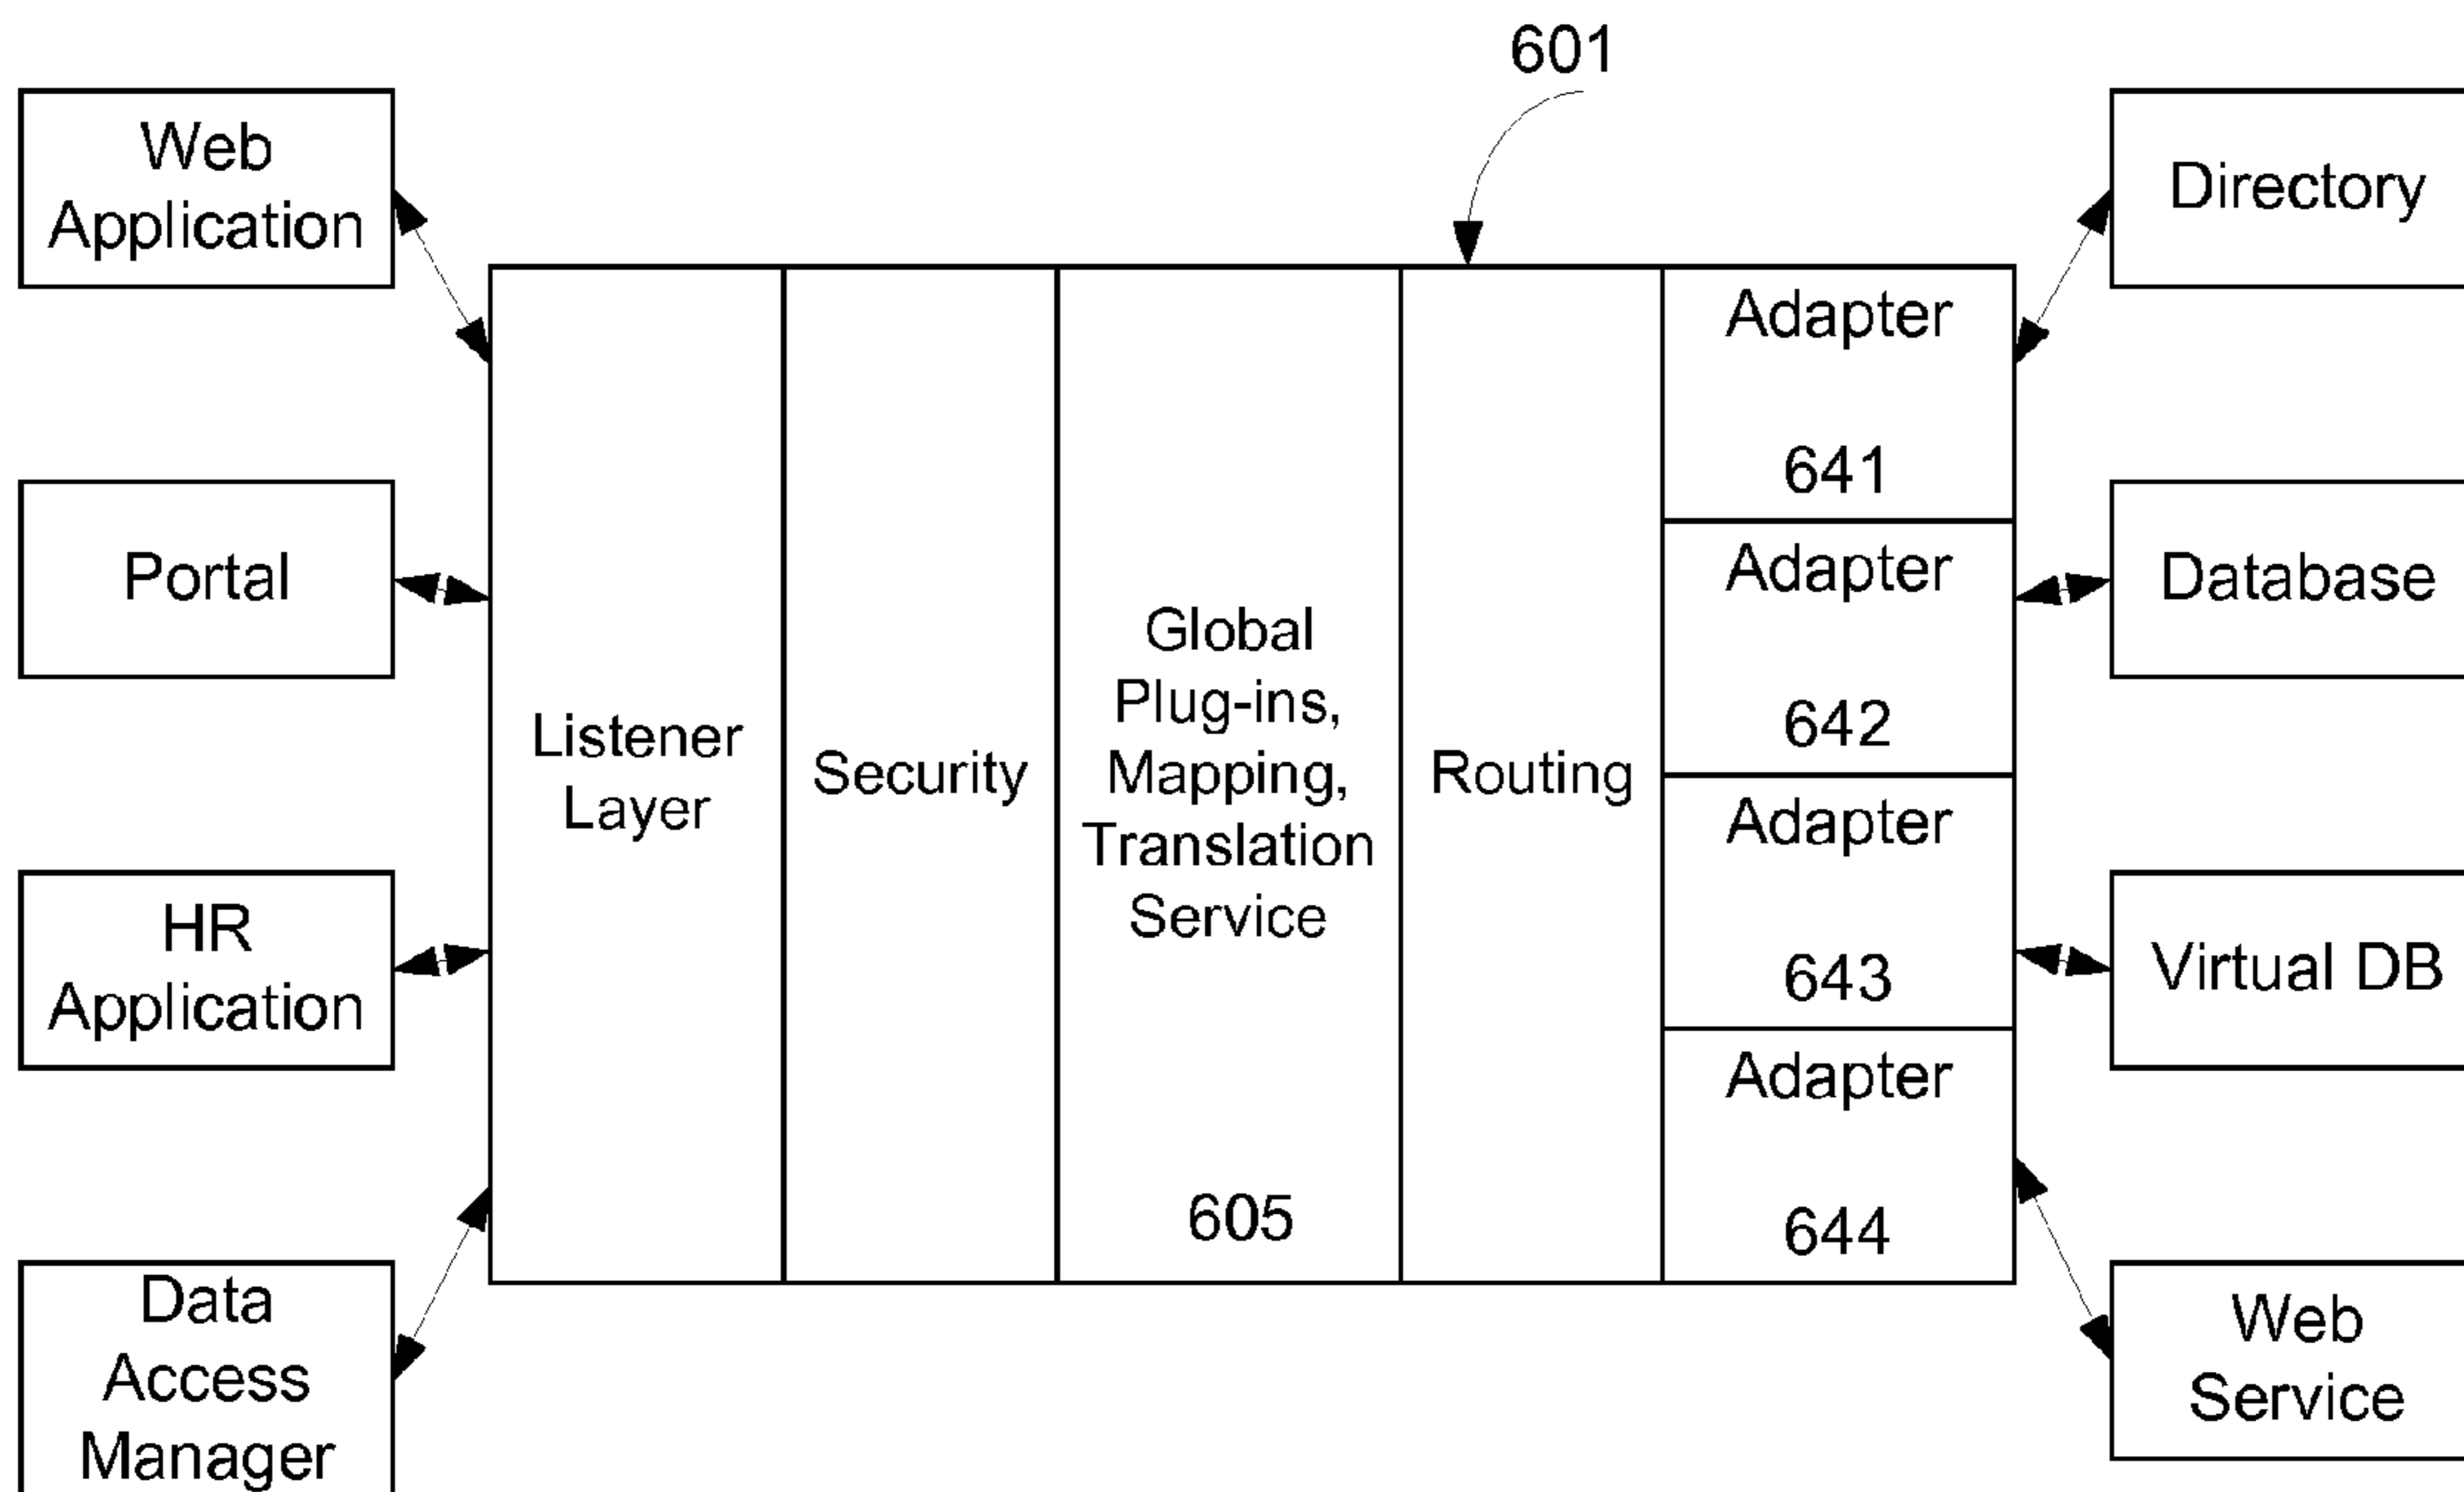 601
Web
Application
Portal
HR
Application
Data
Access
Manager
Listener
Layer
Security
Global
Plug-ins,
Mapping,
Translation
Service
605
Routing
Adapter
641
Adapter
642
Adapter
643
Adapter
644
Directory
Database
Virtual DB
Web
Service